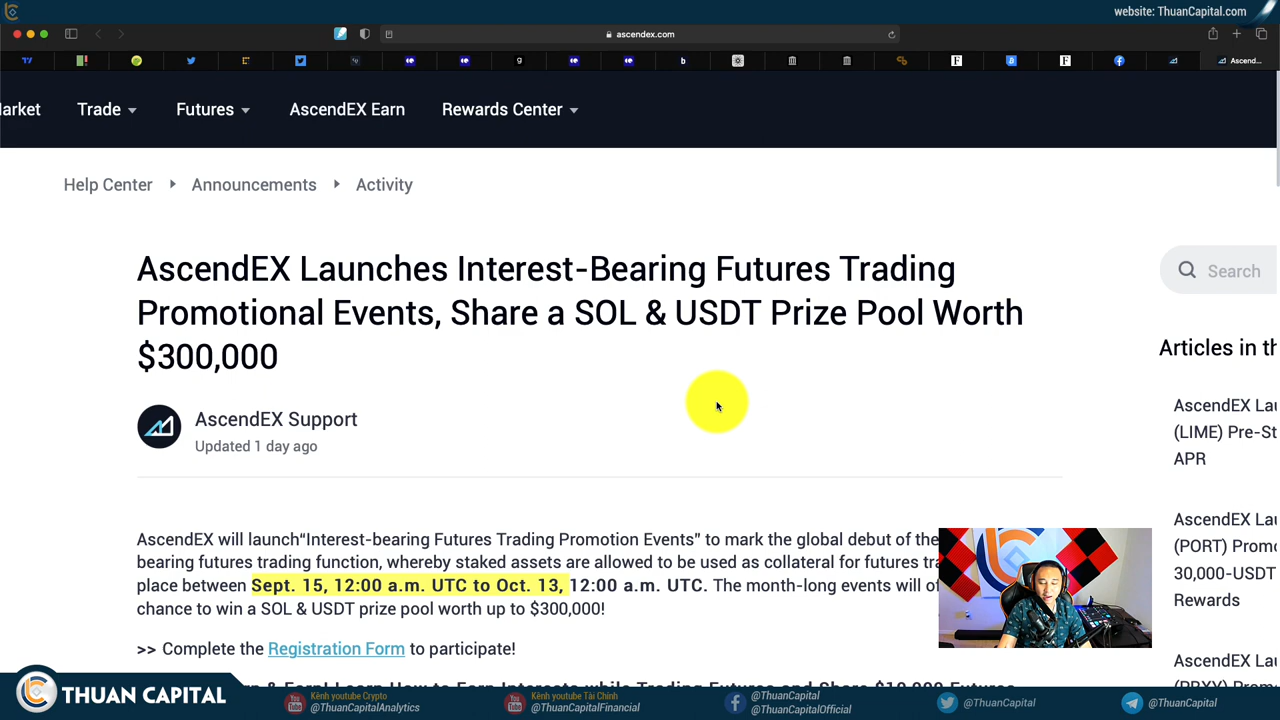 website: ThuanCapital.com
ascendex.com
Ascend...
arket
Trade
Futures
AscendEX Earn
Rewards Center
Help Center
Announcements
Activity
AscendEX Launches Interest-Bearing Futures Trading
Promotional Events, Share a SOL & USDT Prize Pool Worth
$300,000
Search
Articles in th
AscendEX Support
Updated 1 day ago
AscendEX Lau
(LIME) Pre-St
APR
AscendEX Lau
(PORT) Promo
30,000-USDT
Rewards
AscendEX Lau
AscendEX will launch“Interest-bearing Futures Trading Promotion Events” to mark the global debut of the
bearing futures trading function, whereby staked assets are allowed to be used as collateral for futures tra
place between Sept. 15, 12:00 a.m. UTC to Oct. 13, 12:00 a.m. UTC. The month-long events will of
chance to win a SOL & USDT prize pool worth up to $300,000!
>> Complete the Registration Form to participate!
THUAN CAPITAL
Kênh youtube Crypto
@ThuanCapitalAnalytics
Kênh youtube Tài Chính
@ThuanCapitalFinancial
@ThuanCapital
@ThuanCapitalOfficial
@ThuanCapital
@ThuanCapital